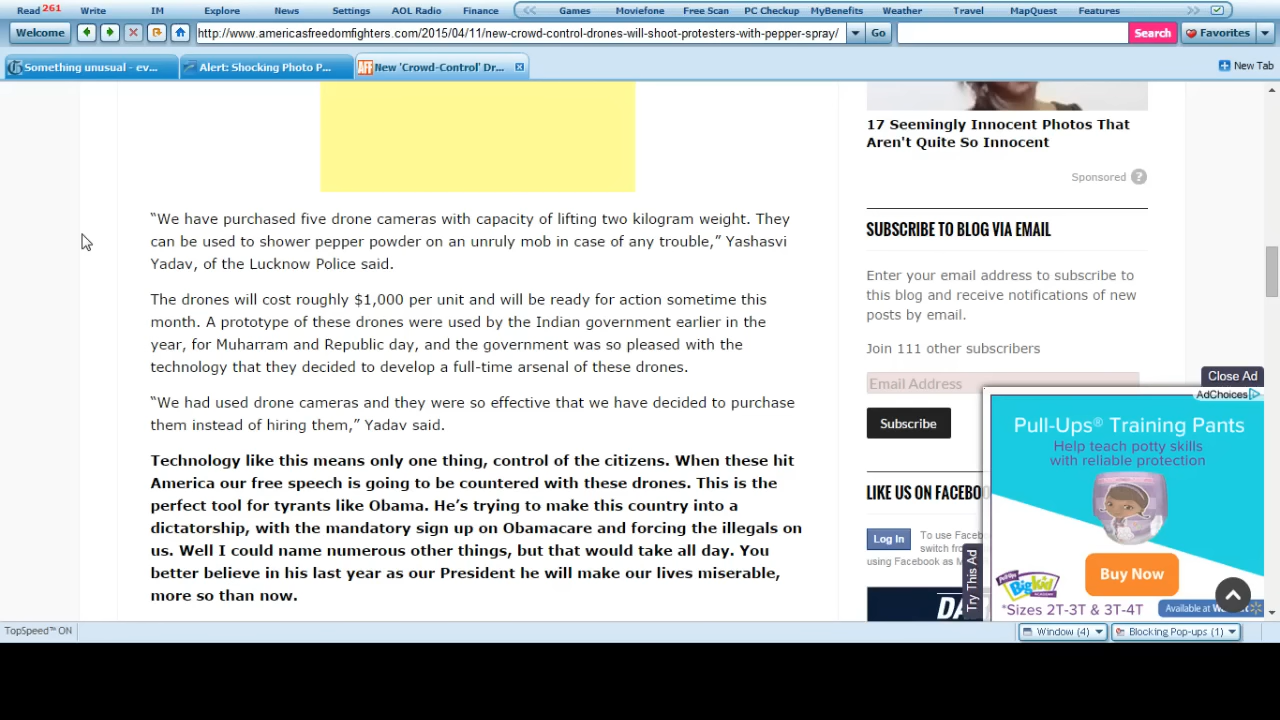 Read 261 Write IM Explore News Settings AOL Radio Finance Games Moviefone Free Scan PC Checkup MyBenefits Weather Travel MapQuest Features
Welcome http://www.americasfreedomfighters.com/2015/04/11/new-crowd-control-drones-will-shoot-protesters-with-pepper-spray/ Go Search Favorites
Something unusual - ev... Alert: Shocking Photo P... New 'Crowd-Control' Dr... New Tab
“We have purchased five drone cameras with capacity of lifting two kilogram weight. They
can be used to shower pepper powder on an unruly mob in case of any trouble,” Yashasvi
Yadav, of the Lucknow Police said.
The drones will cost roughly $1,000 per unit and will be ready for action sometime this
month. A prototype of these drones were used by the Indian government earlier in the
year, for Muharram and Republic day, and the government was so pleased with the
technology that they decided to develop a full-time arsenal of these drones.
“We had used drone cameras and they were so effective that we have decided to purchase
them instead of hiring them,” Yadav said.
Technology like this means only one thing, control of the citizens. When these hit
America our free speech is going to be countered with these drones. This is the
perfect tool for tyrants like Obama. He’s trying to make this country into a
dictatorship, with the mandatory sign up on Obamacare and forcing the illegals on
us. Well I could name numerous other things, but that would take all day. You
better believe in his last year as our President he will make our lives miserable,
more so than now.
17 Seemingly Innocent Photos That
Aren't Quite So Innocent
Sponsored ?
SUBSCRIBE TO BLOG VIA EMAIL
Enter your email address to subscribe to
this blog and receive notifications of new
posts by email.
Join 111 other subscribers
Email Address
Subscribe
LIKE US ON FACEBO
Log In
To use Faceb
switch from
using Facebook as M
DA
Close Ad
AdChoices
Pull-Ups® Training Pants
Help teach potty skills
with reliable protection
Try This Ad
Buy Now
Pull-Ups BigKid
*Sizes 2T-3T & 3T-4T
Available at
TopSpeed™ ON Window (4) Blocking Pop-ups (1)